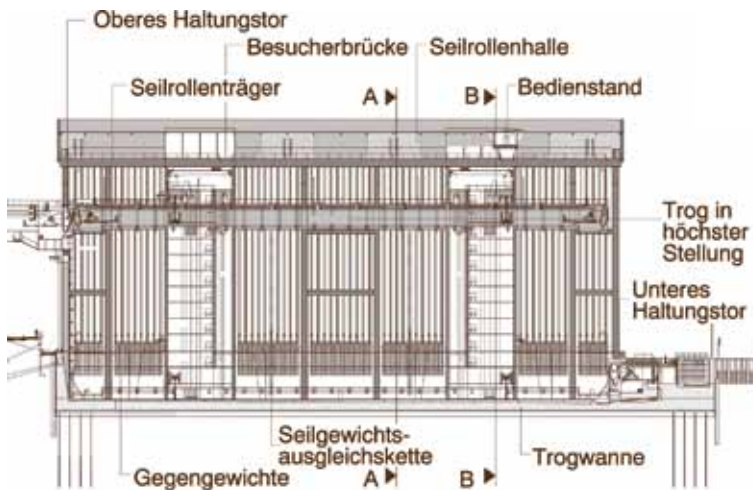 Oberes Haltungstor
Besucherbrücke
Seilrollenhalle
Seilrollenträger
A
B
Bedienstand
Trog in
höchster
Stellung
Unteres
Haltungstor
Seilgewichts-
ausgleichskette
Gegengewichte
A
B
Trogwanne